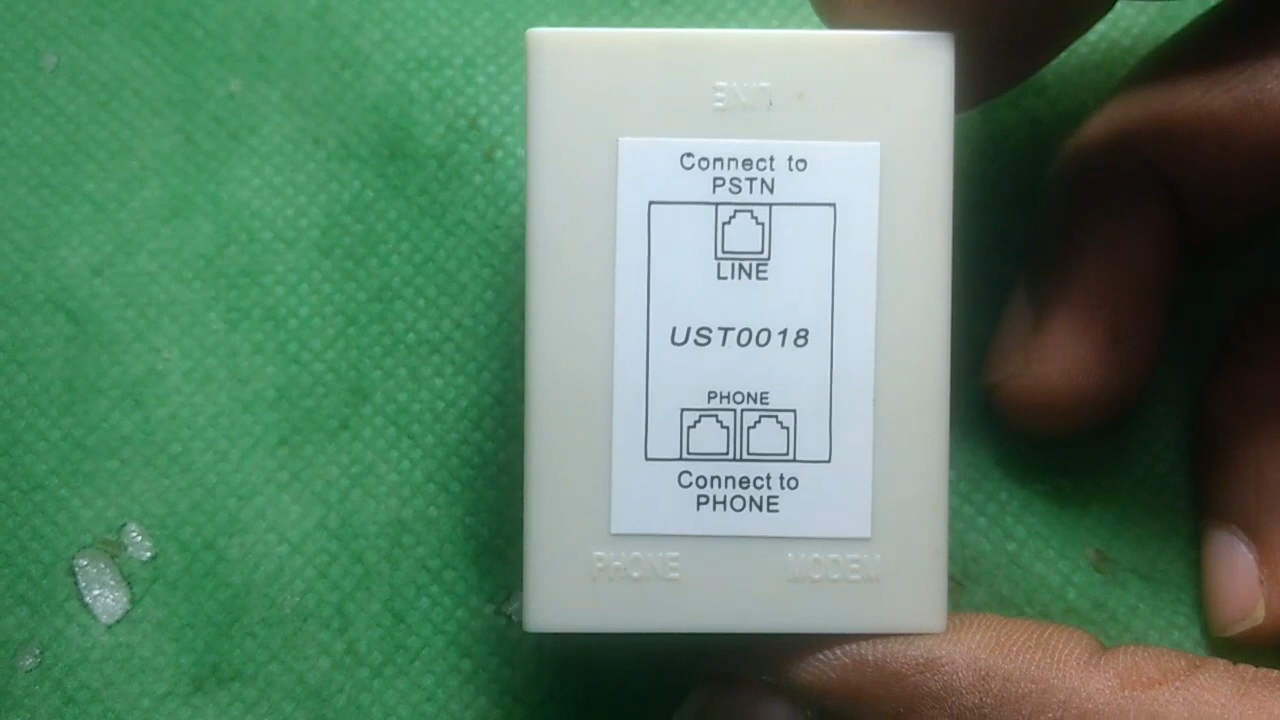 LINE
Connect to
PSTN
LINE
UST0018
PHONE
Connect to
PHONE
PHONE MODEM